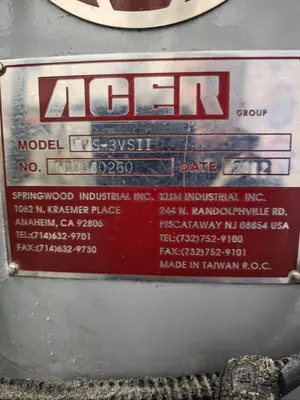 ACER
GROUP
MODEL VS-3VSII
NO. DATE
SPRINGWOOD INDUSTRIAL INC. KLIM INDUSTRIAL INC.
1062 N. KRAEMER PLACE 244 N. RANDOLPHVILLE RD.
ANAHEIM, CA 92806 PISCATAWAY NJ 08854 USA
TEL:(714)632-9701 TEL:(732)752-9100
FAX:(714)632-9730 FAX:(732)752-9101
MADE IN TAIWAN R.O.C.